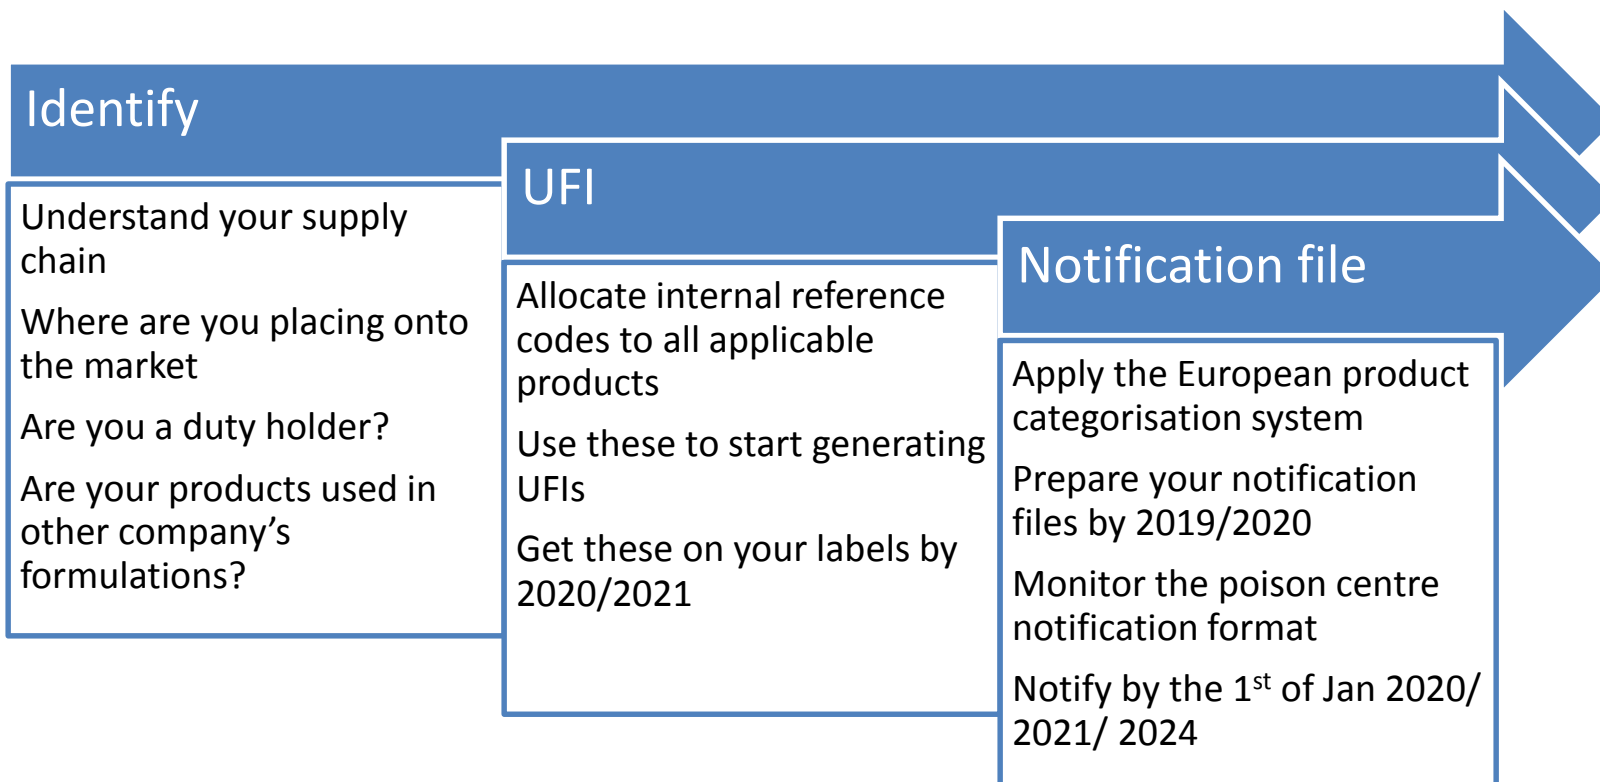 Identify
Understand your supply
chain
Where are you placing onto
the market
Are you a duty holder?
Are your products used in
other company’s
formulations?
UFI
Allocate internal reference
codes to all applicable
products
Use these to start generating
UFIs
Get these on your labels by
2020/2021
Notification file
Apply the European product
categorisation system
Prepare your notification
files by 2019/2020
Monitor the poison centre
notification format
Notify by the 1st of Jan 2020/
2021/ 2024